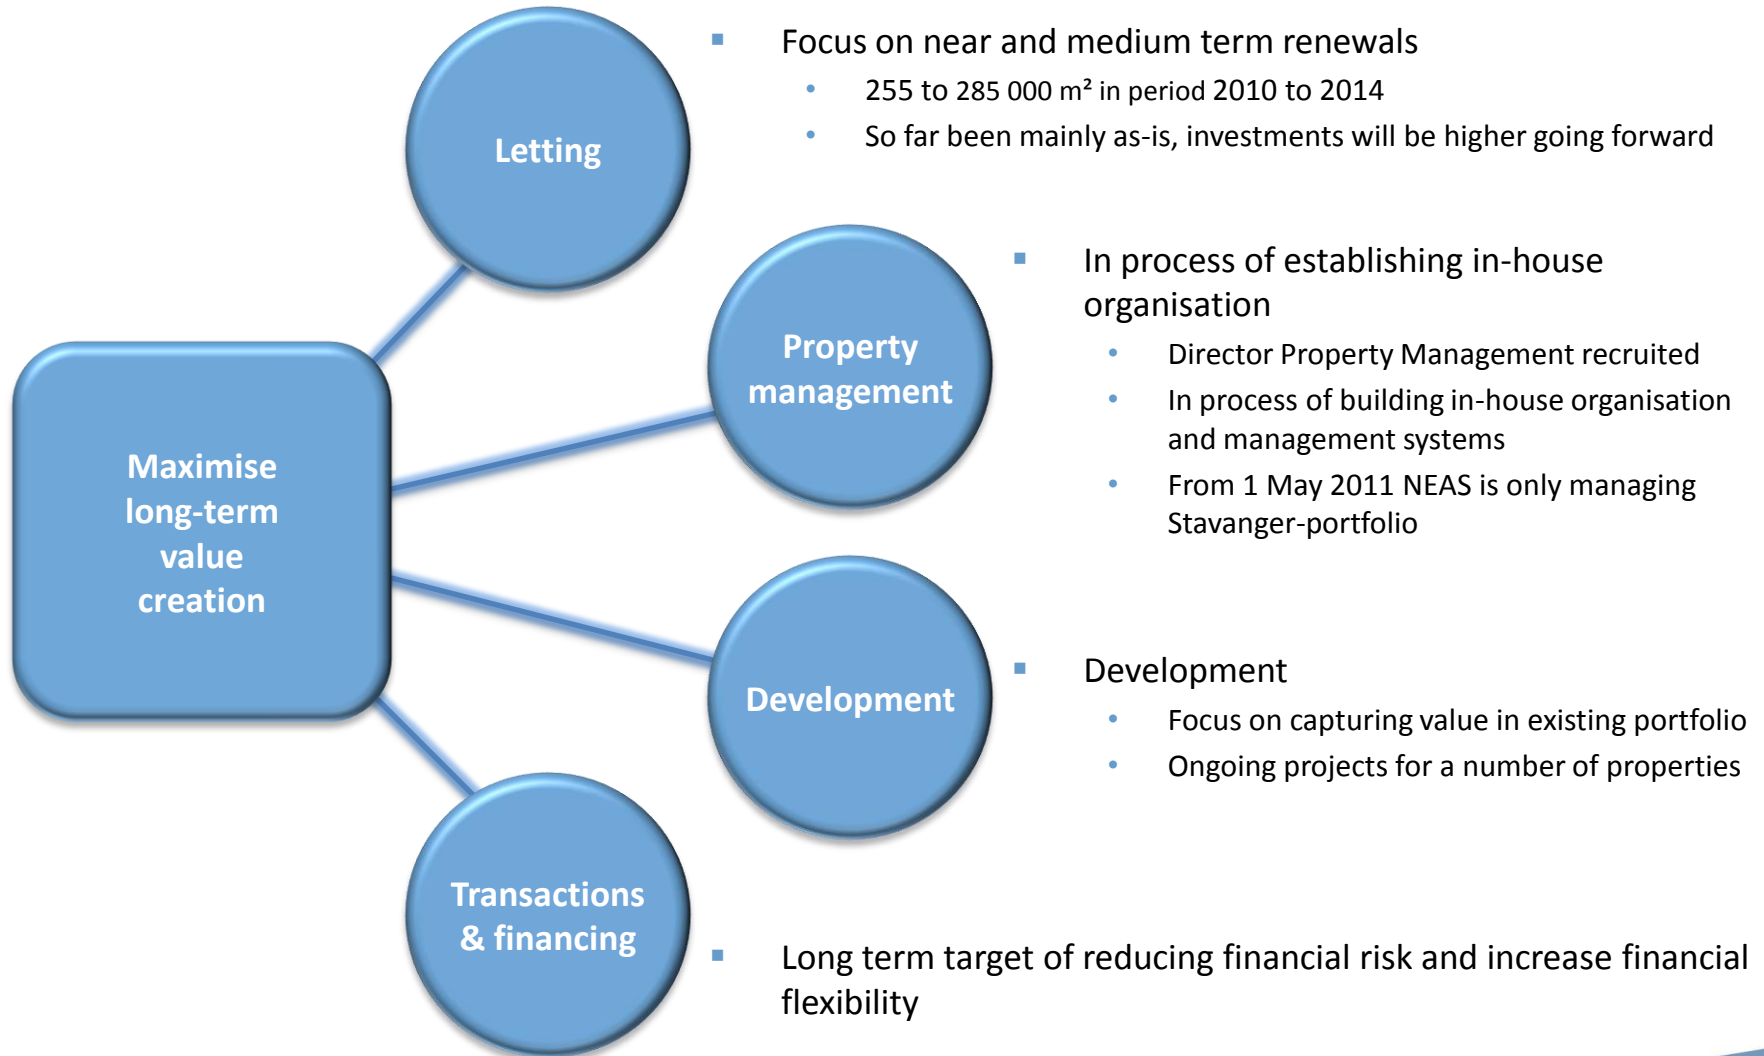 Letting
Focus on near and medium term renewals
255 to 285 000 m² in period 2010 to 2014
So far been mainly as-is, investments will be higher going forward
Property
management
In process of establishing in-house
organisation
Director Property Management recruited
In process of building in-house organisation
and management systems
From 1 May 2011 NEAS is only managing
Stavanger-portfolio
Maximise
long-term
value
creation
Development
Development
Focus on capturing value in existing portfolio
Ongoing projects for a number of properties
Transactions
& financing
Long term target of reducing financial risk and increase financial
flexibility